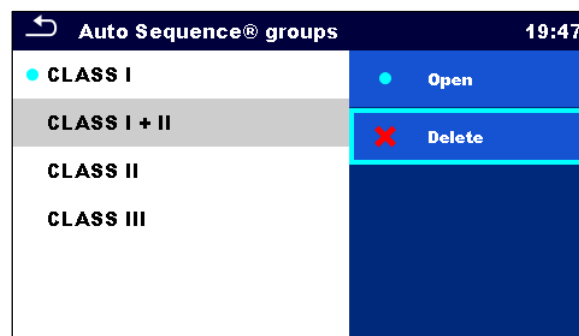 Auto Sequence® groups 19:47
CLASS I
CLASS I + II
CLASS II
CLASS III
Open
Delete